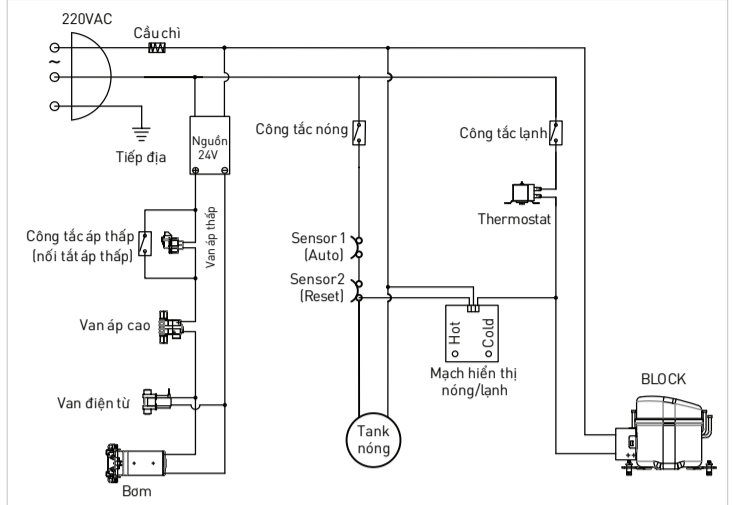 220VAC
Cầu chì
~
Tiếp địa
Nguồn
24V
Công tắc nóng
Công tắc lạnh
Thermostat
Công tắc áp thấp
(nối tắt áp thấp)
Van áp thấp
Sensor 1
(Auto)
Sensor2
(Reset)
Van áp cao
Hot
Cold
Mạch hiển thị
nóng/lạnh
Van điện từ
BLOCK
Tank
nóng
Bơm